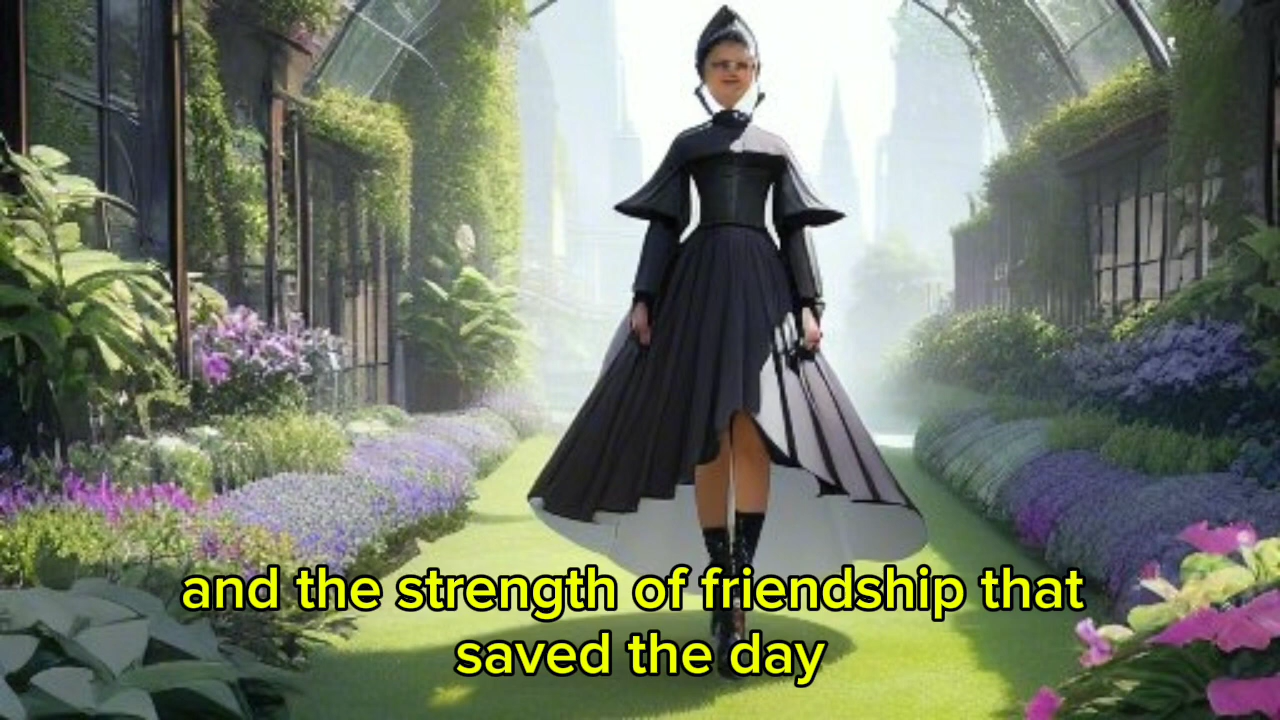 and the strength of friendship that
saved the day